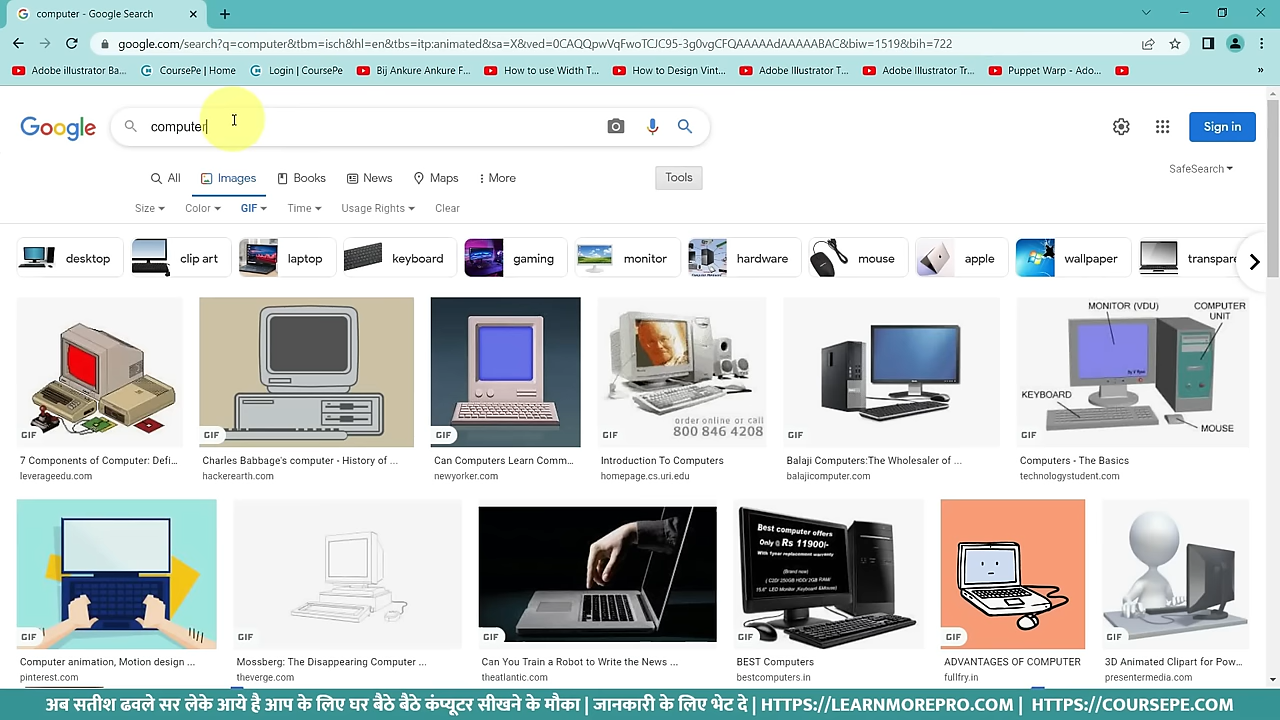 computer - Google Search
google.com/search?q=computer&tbm=isch&hl=en&tbs=itp:animated&sa=X&ved=0CAQQpwVqFwoTCJC95-3g0vgCFQAAAAAdAAAAABAC&biw=1519&bih=722
Adobe illustrator Ba... CoursePe | Home Login | CoursePe Bij Ankure Ankure F... How to use Width T... How to Design Vint... Adobe Illustrator T... Adobe Illustrator Tr... Puppet Warp - Ado...
Google computer Sign in
All Images Books News Maps More Tools SafeSearch
Size Color GIF Time Usage Rights Clear
desktop clip art laptop keyboard gaming monitor hardware mouse apple wallpaper transpare
MONITOR (VDU) COMPUTER UNIT
KEYBOARD
MOUSE
order online or call
800 846 4208
GIF GIF GIF GIF GIF GIF
7 Components of Computer: Defi... Charles Babbage's computer - History of ... Can Computers Learn Comm... Introduction To Computers Balaji Computers:The Wholesaler of ... Computers - The Basics
leverageedu.com hackerearth.com newyorker.com homepage.cs.uri.edu balajicomputer.com technologystudent.com
Best computer offers
Only @ Rs 11900/-
With 1year replacement warranty
(Brand new)
GIF GIF GIF GIF GIF GIF
Computer animation, Motion design ... Mossberg: The Disappearing Computer ... Can You Train a Robot to Write the News ... BEST Computers ADVANTAGES OF COMPUTER 3D Animated Clipart for Pow...
pinterest.com theverge.com theatlantic.com bestcomputers.in fullfry.in presentermedia.com
अब सतीश ढवले सर लेके आये है आप के लिए घर बैठे बैठे कंप्यूटर सीखने के मौका | जानकारी के लिए भेट दे | HTTPS://LEARNMOREPRO.COM | HTTPS://COURSEPE.COM